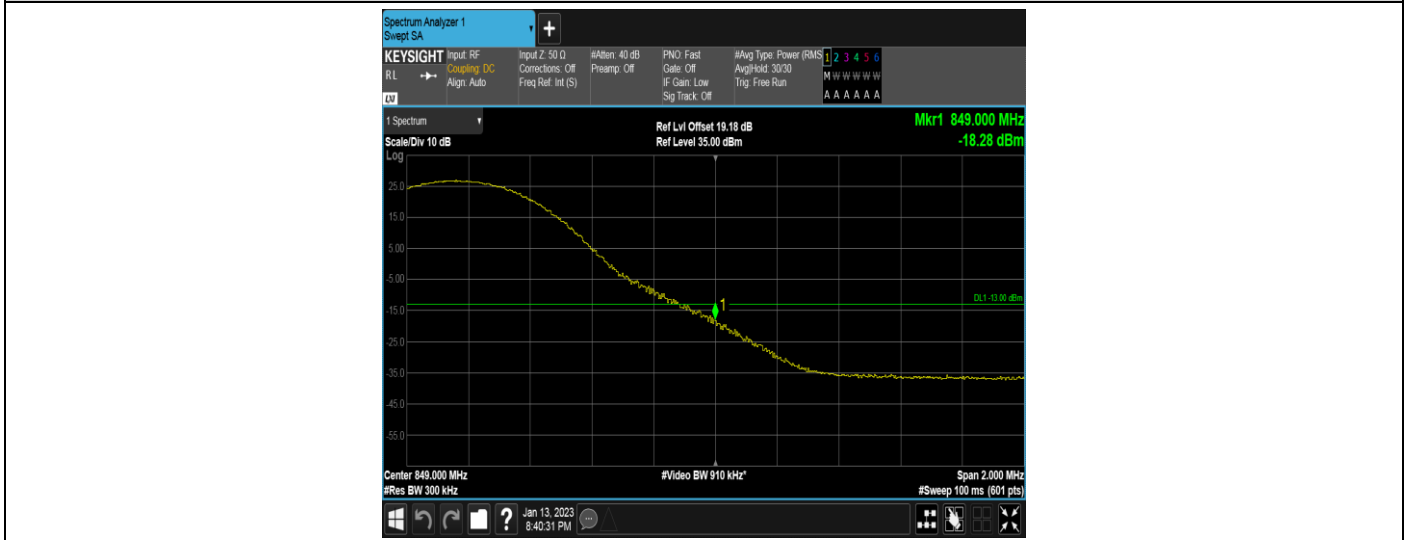 Spectrum Analyzer 1
Swept SA
+
KEYSIGHT
RL
LXI
Input: RF
Coupling: DC
Align: Auto
Input Z: 50 Ω
Corrections: Off
Freq Ref: Int (S)
#Atten: 40 dB
Preamp: Off
PNO: Fast
Gate: Off
IF Gain: Low
Sig Track: Off
#Avg Type: Power (RMS
Avg|Hold: 30/30
Trig: Free Run
1 2 3 4 5 6
M W W W W W
A A A A A A
1 Spectrum
Scale/Div 10 dB
Ref Lvl Offset 19.18 dB
Ref Level 35.00 dBm
Mkr1 849.000 MHz
-18.28 dBm
Log
25.0
15.0
5.00
-5.00
DL1 -13.00 dBm
1
-15.0
-25.0
-35.0
-45.0
-55.0
Center 849.000 MHz
#Video BW 910 kHz*
Span 2.000 MHz
#Res BW 300 kHz
#Sweep 100 ms (601 pts)
?
Jan 13, 2023
8:40:31 PM